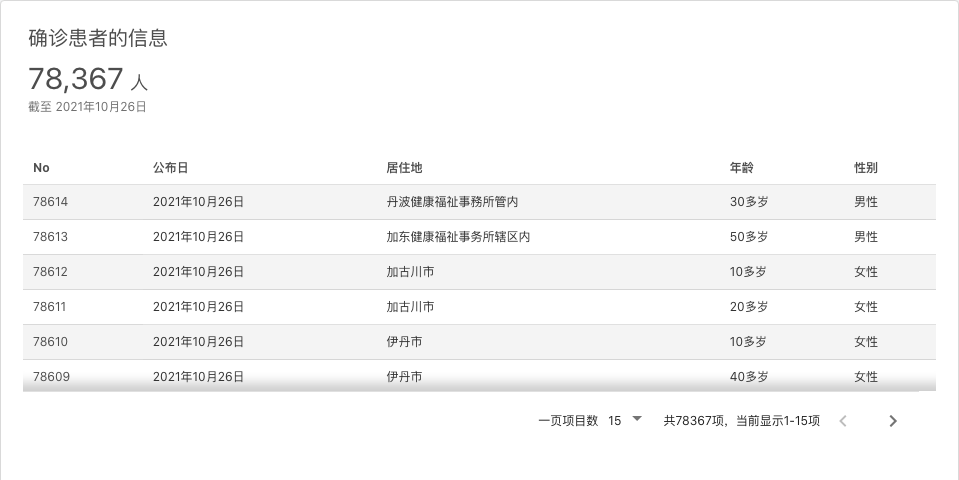 确诊患者的信息
78,367 人
截至 2021年10月26日
No 公布日 居住地 年龄 性别
78614 2021年10月26日 丹波健康福祉事務所管内 30多岁 男性
78613 2021年10月26日 加东健康福祉事务所辖区内 50多岁 男性
78612 2021年10月26日 加古川市 10多岁 女性
78611 2021年10月26日 加古川市 20多岁 女性
78610 2021年10月26日 伊丹市 10多岁 女性
78609 2021年10月26日 伊丹市 40多岁 女性
一页项目数 15 共78367项，当前显示1-15项